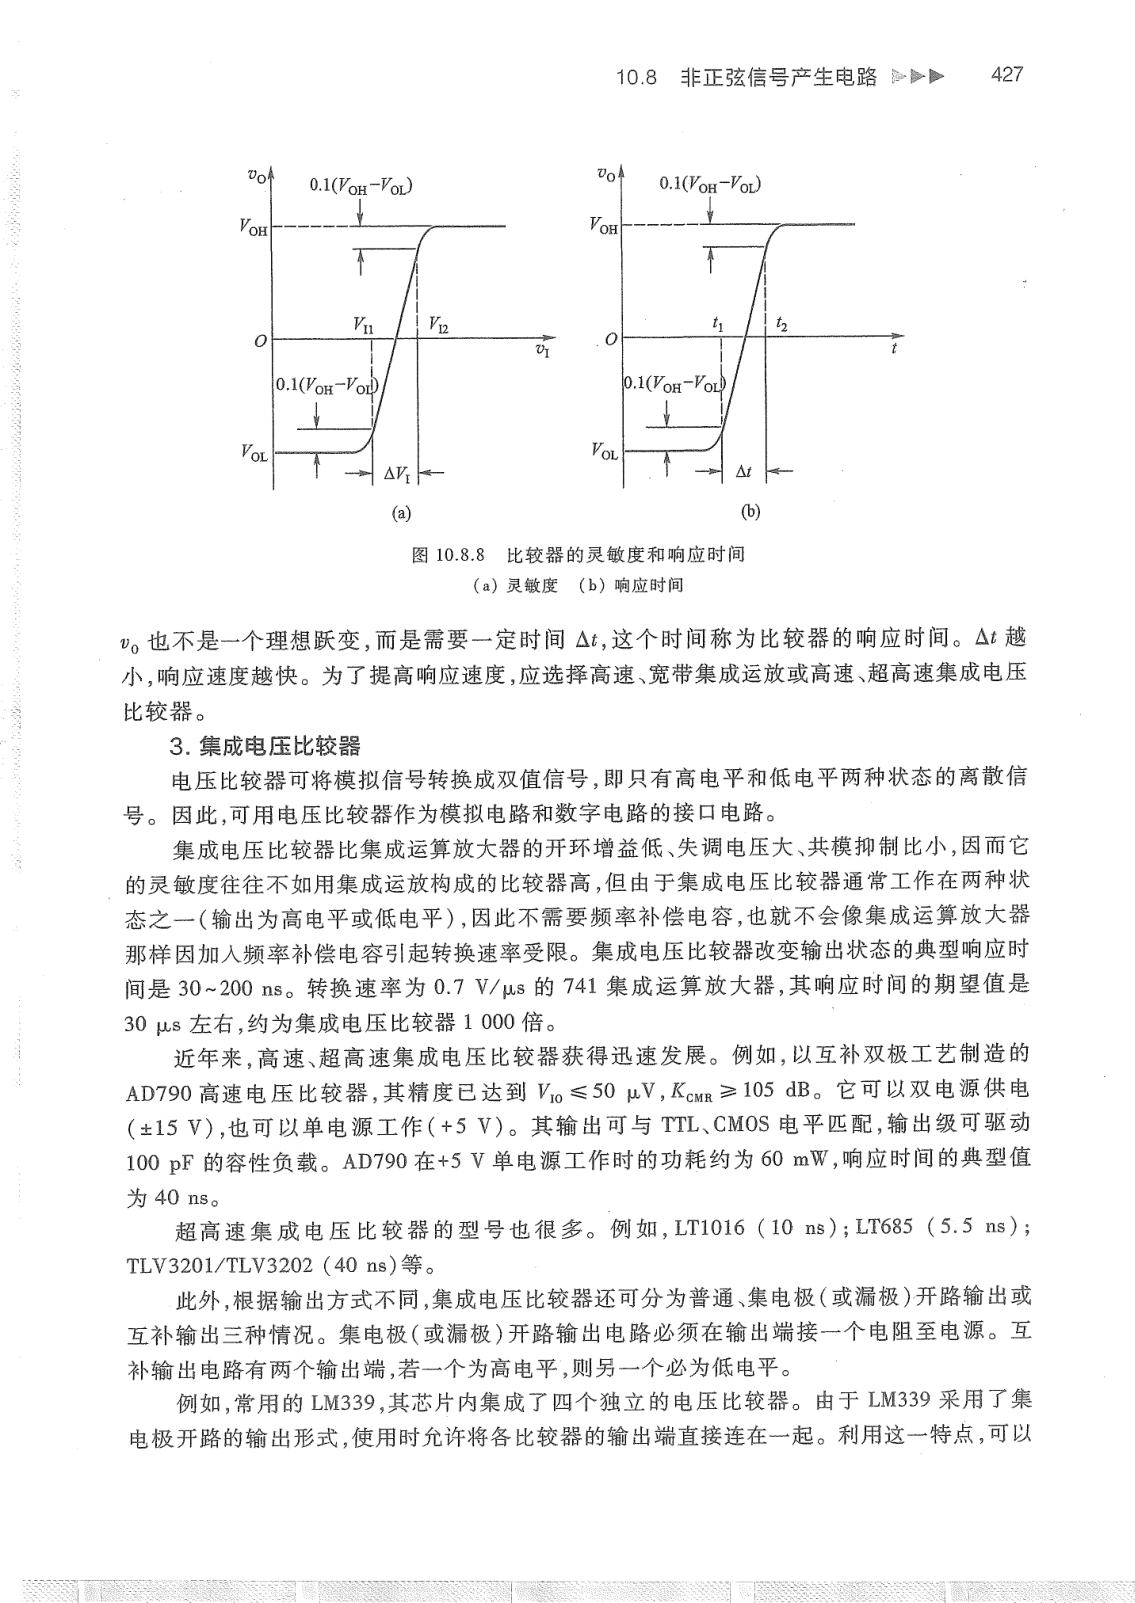 10.8 非正弦信号产生电路 427
vO
0.1(VOH-VOL)
VOH
VI1
VI2
O
vI
0.1(VOH-VOL)
VOL
ΔVI
(a)
vO
0.1(VOH-VOL)
VOH
t1
t2
O
t
0.1(VOH-VOL)
VOL
Δt
(b)
图 10.8.8 比较器的灵敏度和响应时间
(a) 灵敏度 (b) 响应时间
vO 也不是一个理想跃变,而是需要一定时间 Δt,这个时间称为比较器的响应时间。Δt 越
小,响应速度越快。为了提高响应速度,应选择高速、宽带集成运放或高速、超高速集成电压
比较器。
3. 集成电压比较器
电压比较器可将模拟信号转换成双值信号,即只有高电平和低电平两种状态的离散信
号。因此,可用电压比较器作为模拟电路和数字电路的接口电路。
集成电压比较器比集成运算放大器的开环增益低、失调电压大、共模抑制比小,因而它
的灵敏度往往不如用集成运放构成的比较器高,但由于集成电压比较器通常工作在两种状
态之一(输出为高电平或低电平),因此不需要频率补偿电容,也就不会像集成运算放大器
那样因加入频率补偿电容引起转换速率受限。集成电压比较器改变输出状态的典型响应时
间是 30~200 ns。转换速率为 0.7 V/μs 的 741 集成运算放大器,其响应时间的期望值是
30 μs 左右,约为集成电压比较器 1 000 倍。
近年来,高速、超高速集成电压比较器获得迅速发展。例如,以互补双极工艺制造的
AD790 高速电压比较器,其精度已达到 VIO ≤50 μV,KCMR ≥105 dB。它可以双电源供电
(±15 V),也可以单电源工作(+5 V)。其输出可与 TTL、CMOS 电平匹配,输出级可驱动
100 pF 的容性负载。AD790 在+5 V 单电源工作时的功耗约为 60 mW,响应时间的典型值
为 40 ns。
超高速集成电压比较器的型号也很多。例如,LT1016 (10 ns);LT685 (5.5 ns);
TLV3201/TLV3202 (40 ns)等。
此外,根据输出方式不同,集成电压比较器还可分为普通、集电极(或漏极)开路输出或
互补输出三种情况。集电极(或漏极)开路输出电路必须在输出端接一个电阻至电源。互
补输出电路有两个输出端,若一个为高电平,则另一个必为低电平。
例如,常用的 LM339,其芯片内集成了四个独立的电压比较器。由于 LM339 采用了集
电极开路的输出形式,使用时允许将各比较器的输出端直接连在一起。利用这一特点,可以